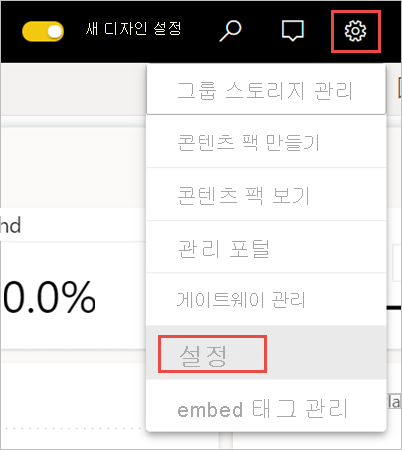 새 디자인 설정
그룹 스토리지 관리
콘텐츠 팩 만들기
콘텐츠 팩 보기
hd
관리 포털
0.0%
게이트웨이 관리
설정
embed 태그 관리